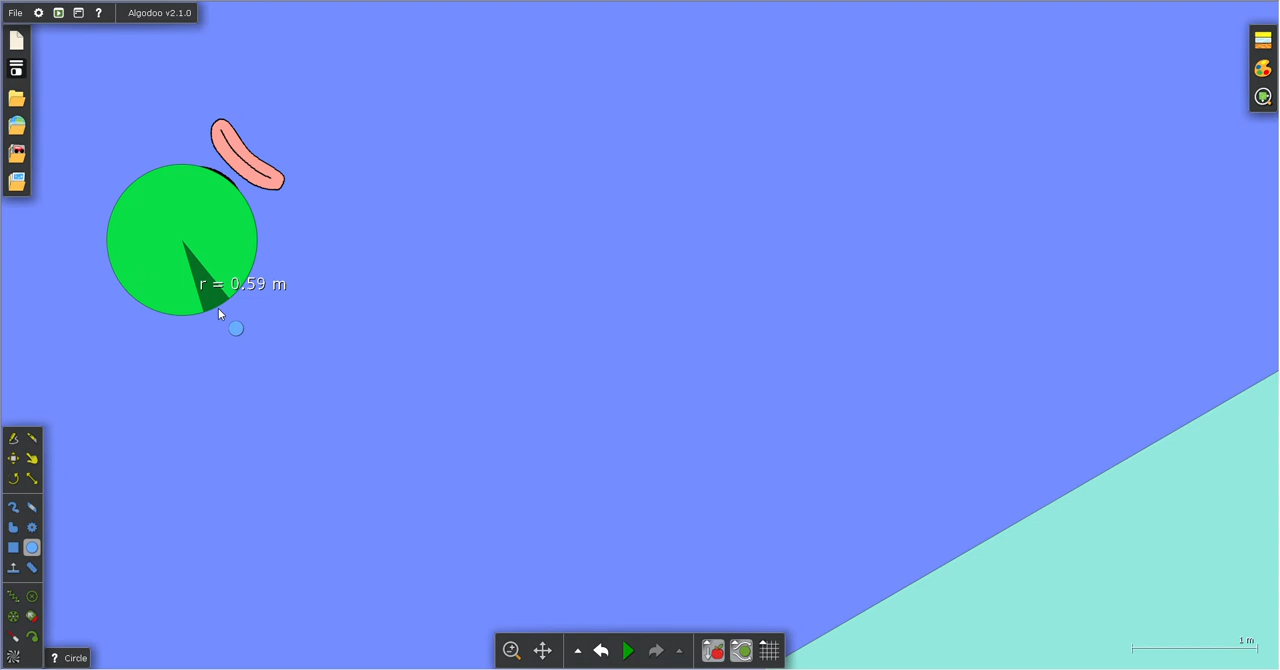 File ? Algodoo v2.1.0
r = 0.59 m
1 m
? Circle